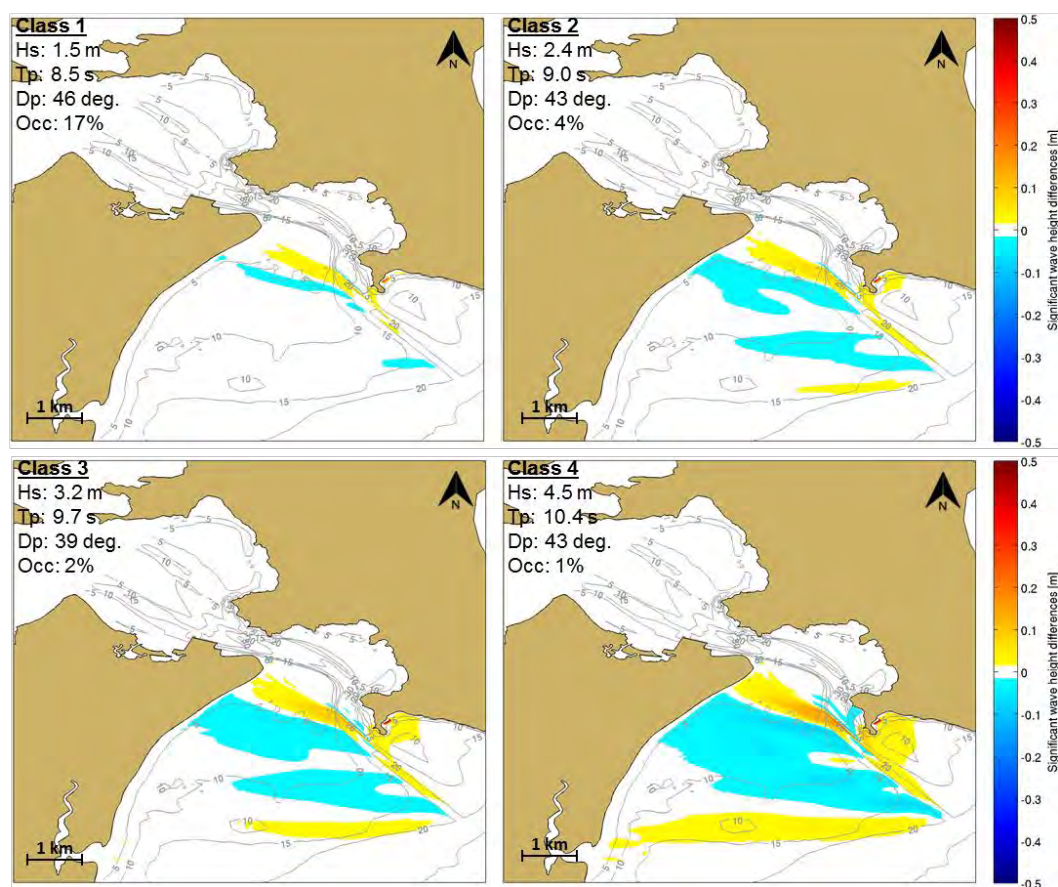 Class 1
Hs: 1.5 m
Tp: 8.5 s
Dp: 46 deg.
Occ: 17%
N
1 km
Class 2
Hs: 2.4 m
Tp: 9.0 s
Dp: 43 deg.
Occ: 4%
N
1 km
0.5
0.4
0.3
0.2
0.1
0
-0.1
-0.2
-0.3
-0.4
-0.5
Significant wave height differences [m]
Class 3
Hs: 3.2 m
Tp: 9.7 s
Dp: 39 deg.
Occ: 2%
N
1 km
Class 4
Hs: 4.5 m
Tp: 10.4 s
Dp: 43 deg.
Occ: 1%
N
1 km
0.5
0.4
0.3
0.2
0.1
0
-0.1
-0.2
-0.3
-0.4
-0.5
Significant wave height differences [m]